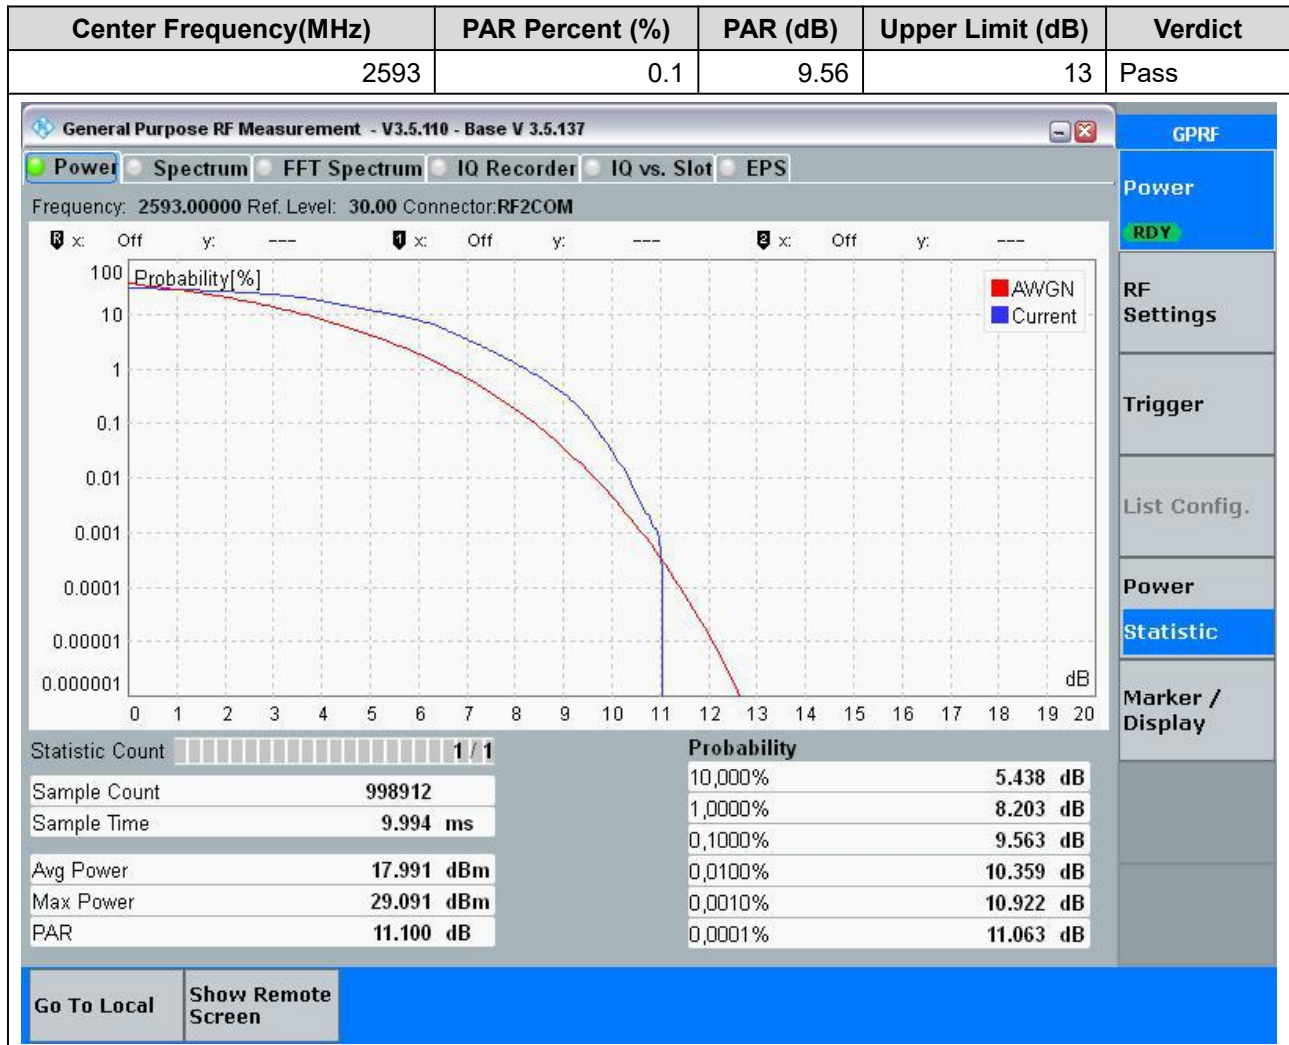 Center Frequency(MHz) PAR Percent (%) PAR (dB) Upper Limit (dB) Verdict
2593 0.1 9.56 13 Pass
General Purpose RF Measurement - V3.5.110 - Base V 3.5.137
GPRF
Power Spectrum FFT Spectrum IQ Recorder IQ vs. Slot EPS
Power
RDY
Frequency: 2593.00000 Ref. Level: 30.00 Connector:RF2COM
R x: Off y: --- 1 x: Off y: --- 2 x: Off y: ---
Probability[%]
AWGN
Current
100
10
1
0.1
0.01
0.001
0.0001
0.00001
0.000001
dB
0 1 2 3 4 5 6 7 8 9 10 11 12 13 14 15 16 17 18 19 20
RF
Settings
Trigger
List Config.
Power
Statistic
Marker /
Display
Statistic Count 1 / 1
Sample Count 998912
Sample Time 9.994 ms
Avg Power 17.991 dBm
Max Power 29.091 dBm
PAR 11.100 dB
Probability
10,000% 5.438 dB
1,0000% 8.203 dB
0,1000% 9.563 dB
0,0100% 10.359 dB
0,0010% 10.922 dB
0,0001% 11.063 dB
Go To Local
Show Remote
Screen